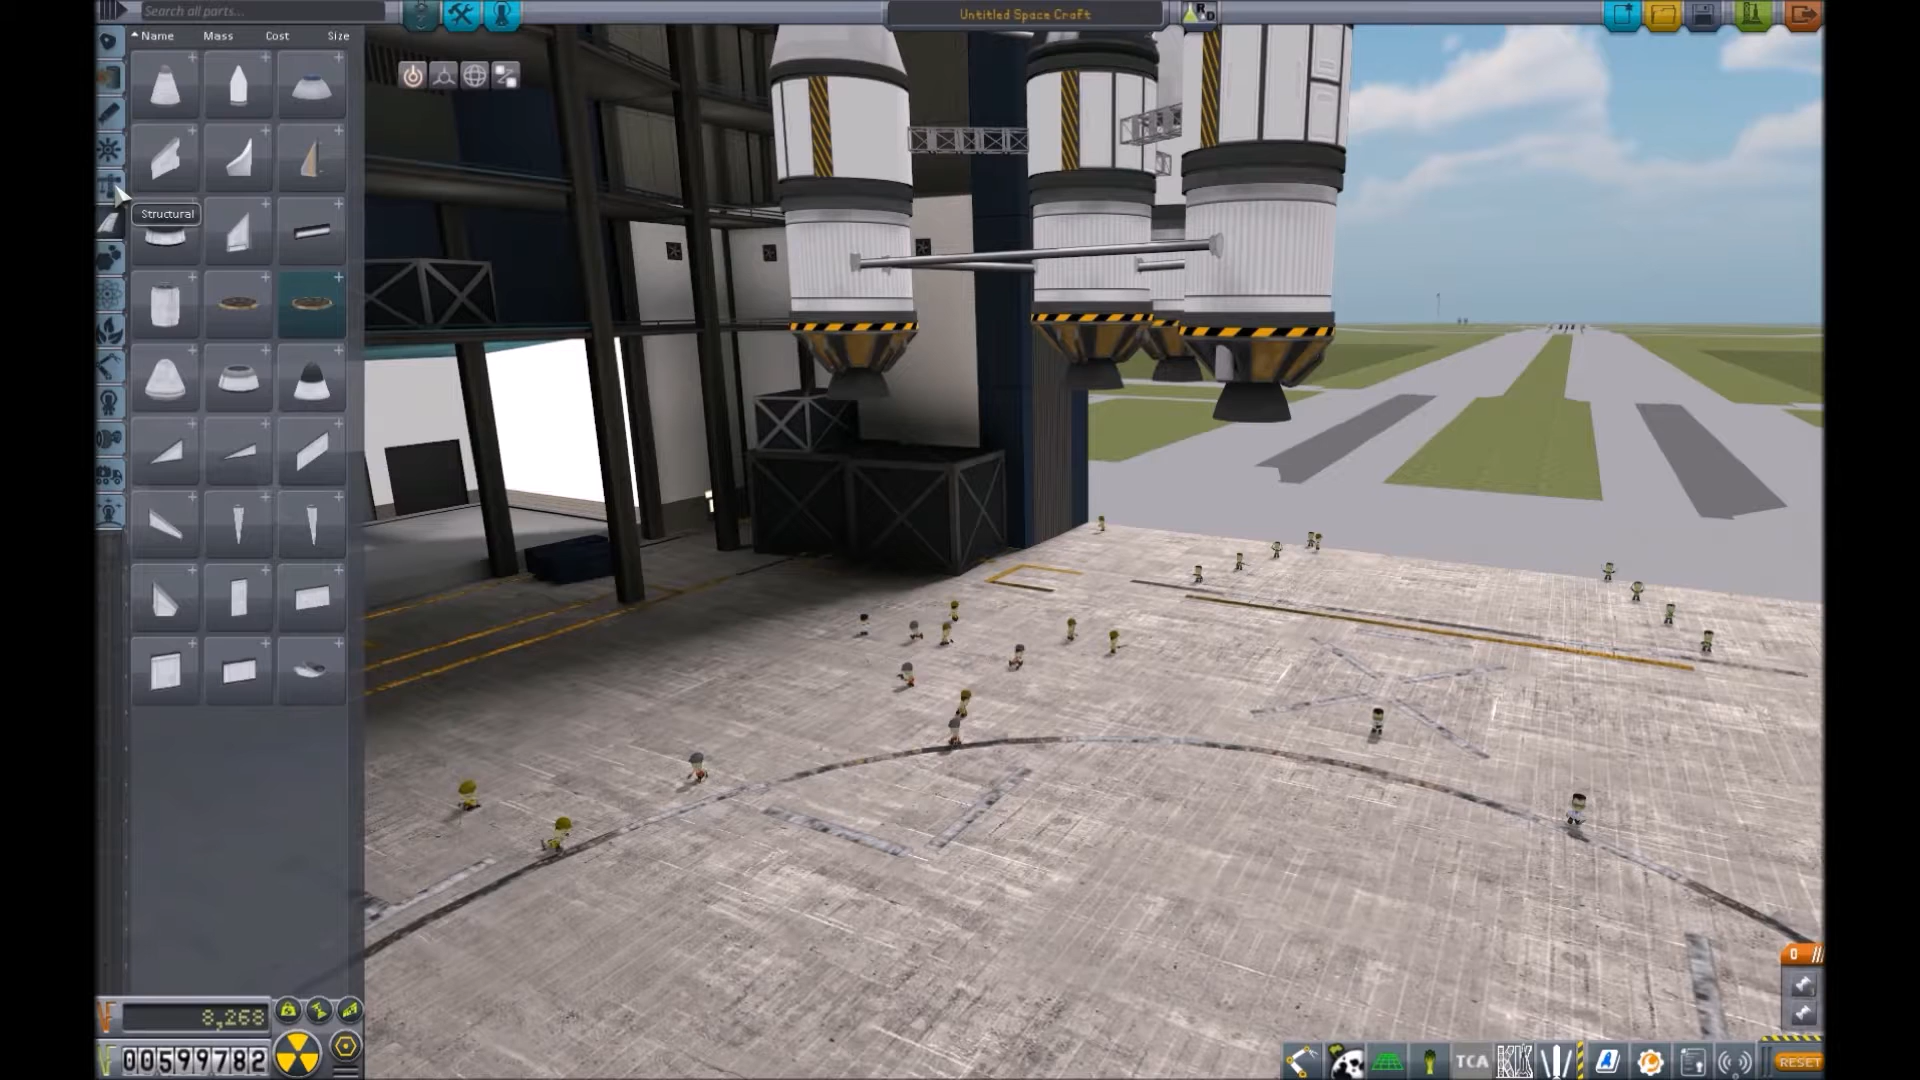 Search all parts...
Untitled Space Craft
R&D
Name Mass Cost Size
Structural
0
8,268
00599782
TCA
RESET